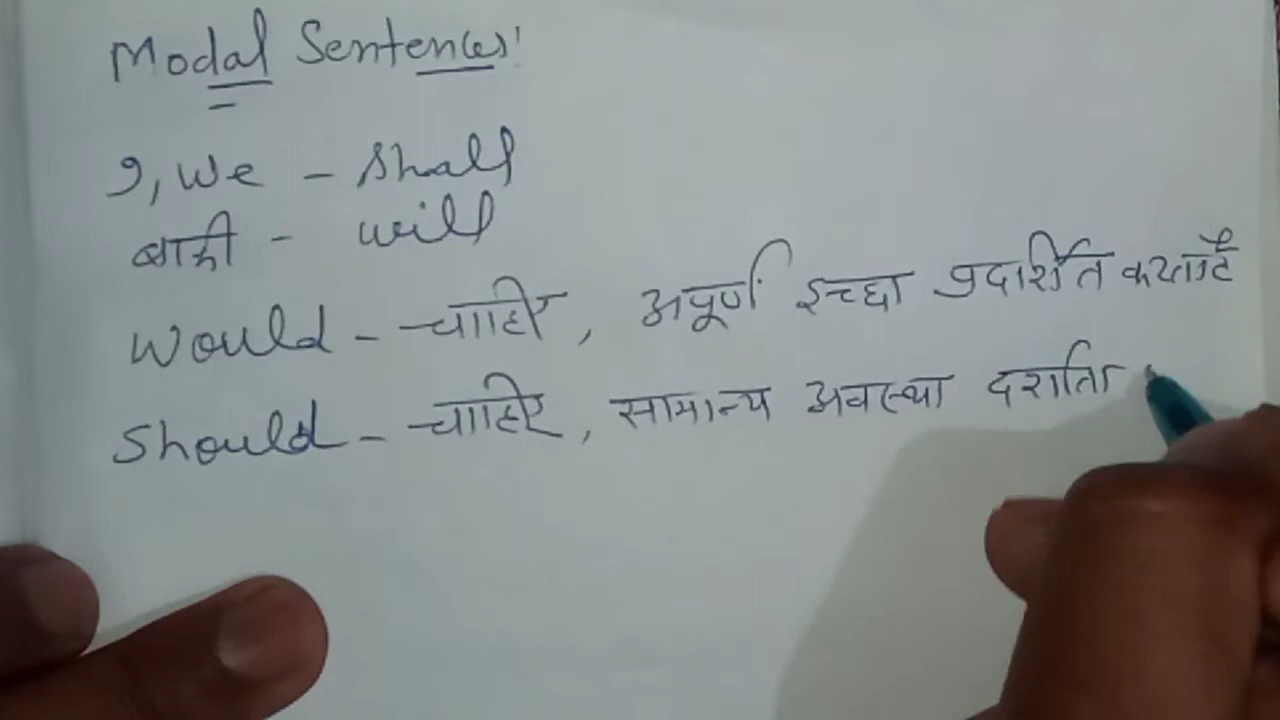 Modal Sentences:
I, We - Shall
बाकी - will
Would - चाहिए, अपूर्ण इच्छा प्रदर्शित करता है
Should - चाहिए, सामान्य अवस्था दर्शाता